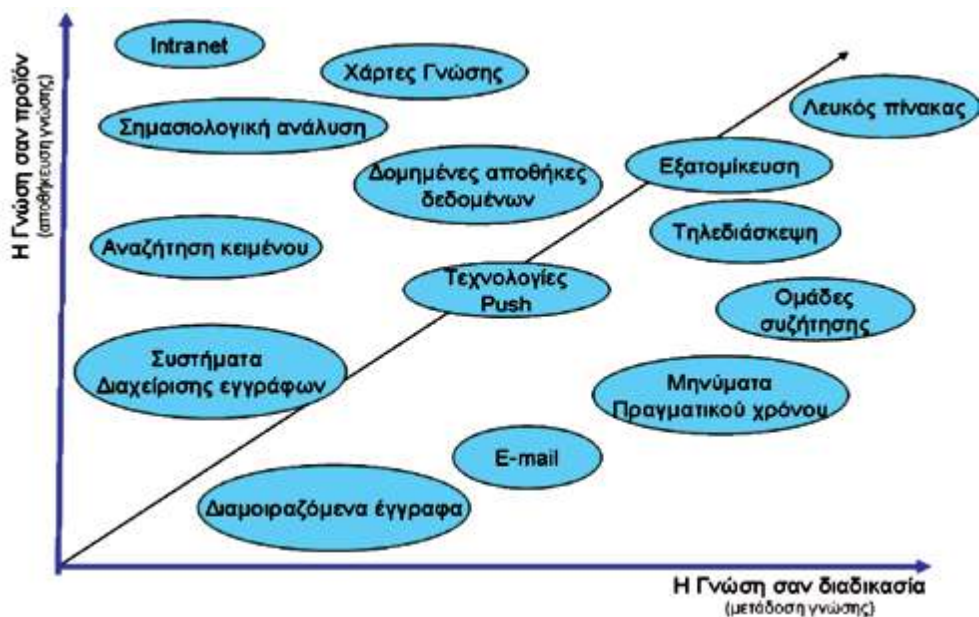 Η Γνώση σαν προϊόν
(αποθήκευση γνώσης)
Intranet
Χάρτες Γνώσης
Λευκός πίνακας
Σημασιολογική ανάλυση
Εξατομίκευση
Δομημένες αποθήκες
δεδομένων
Τηλεδιάσκεψη
Αναζήτηση κειμένου
Τεχνολογίες
Push
Ομάδες
συζήτησης
Συστήματα
Διαχείρισης εγγράφων
Μηνύματα
Πραγματικού χρόνου
E-mail
Διαμοιραζόμενα έγγραφα
Η Γνώση σαν διαδικασία
(μετάδοση γνώσης)